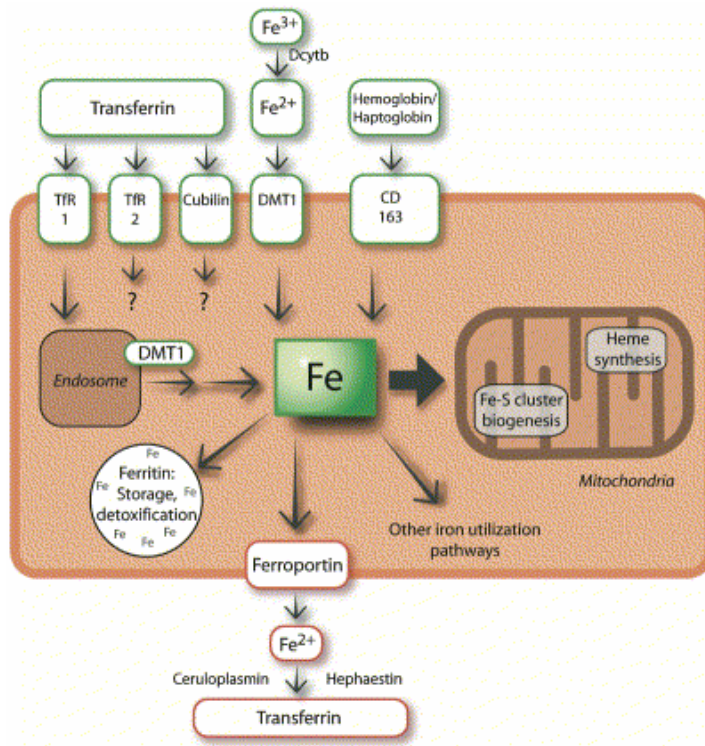 Fe3+
Dcytb
Transferrin
Fe2+
Hemoglobin/
Haptoglobin
TfR
1
TfR
2
Cubilin
DMT1
CD
163
?
?
DMT1
Endosome
Fe
Heme
synthesis
Fe-S cluster
biogenesis
Mitochondria
Fe
Ferritin:
Fe
Storage,
Fe
detoxification
Fe
Fe
Fe
Other iron utilization
pathways
Ferroportin
Fe2+
Ceruloplasmin
Hephaestin
Transferrin